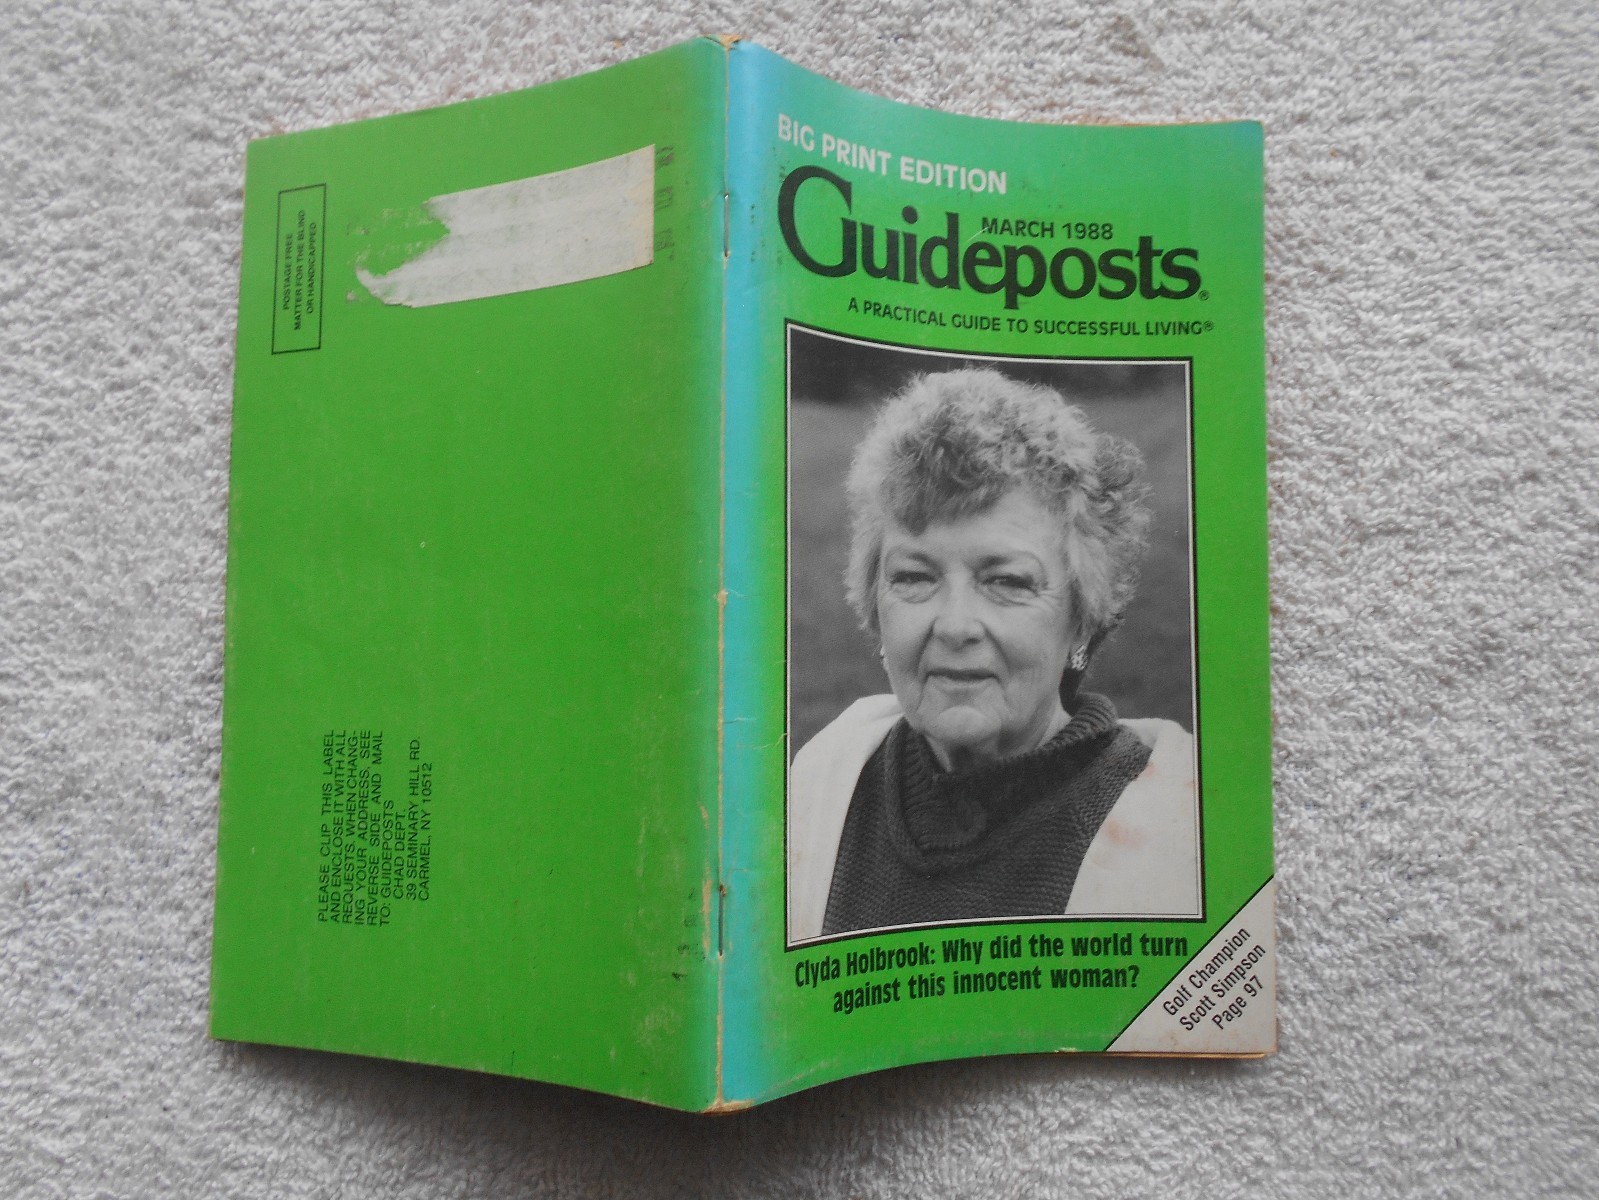 BIG PRINT EDITION
MARCH 1988
Guideposts®
A PRACTICAL GUIDE TO SUCCESSFUL LIVING®
Clyda Holbrook: Why did the world turn
against this innocent woman?
Golf Champion
Scott Simpson
Page 97
POSTAGE FREE
MATTER FOR THE BLIND
OR HANDICAPPED
PLEASE CLIP THIS LABEL
AND ENCLOSE IT WITH ALL
REQUESTS. WHEN CHANG-
ING YOUR ADDRESS, SEE
REVERSE SIDE AND MAIL
TO: GUIDEPOSTS
CHAD DEPT.
39 SEMINARY HILL RD.
CARMEL, NY 10512